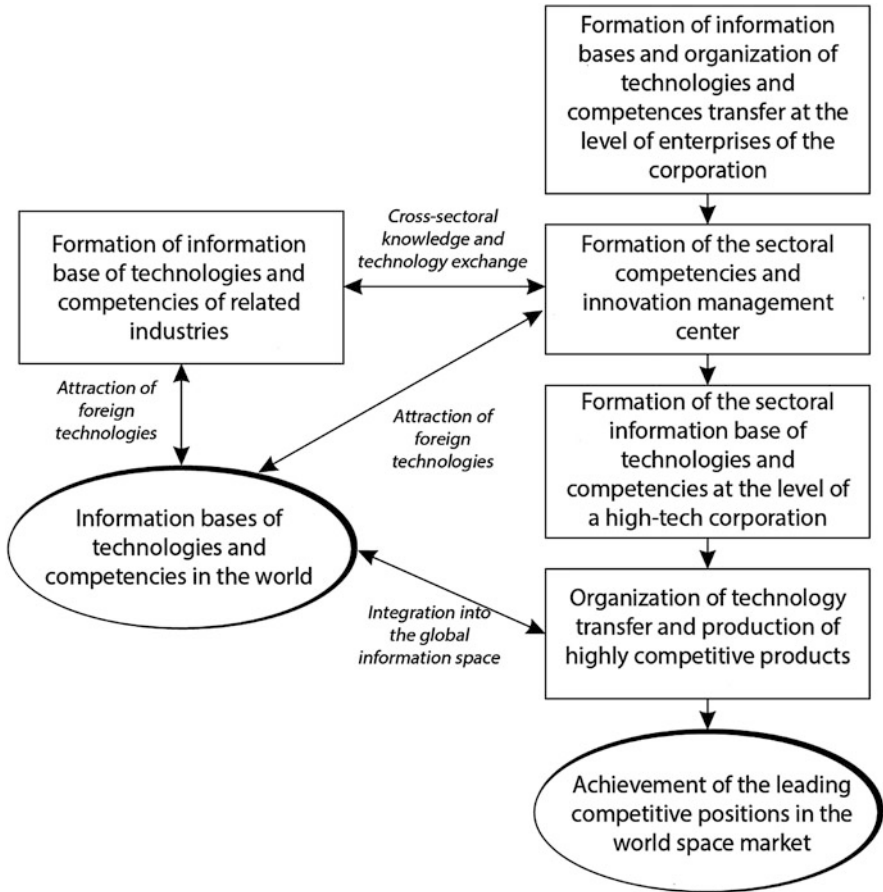 Formation of information
bases and organization of
technologies and
competences transfer at the
level of enterprises of the
corporation
Cross-sectoral
knowledge and
technology exchange
Formation of information
base of technologies and
competencies of related
industries
Formation of the sectoral
competencies and
innovation management
center
Attraction of
foreign
technologies
Attraction of
foreign
technologies
Formation of the sectoral
information base of
technologies and
competencies at the level of
a high-tech corporation
Information bases of
technologies and
competencies in the world
Integration into
the global
information space
Organization of technology
transfer and production of
highly competitive products
Achievement of the leading
competitive positions in the
world space market